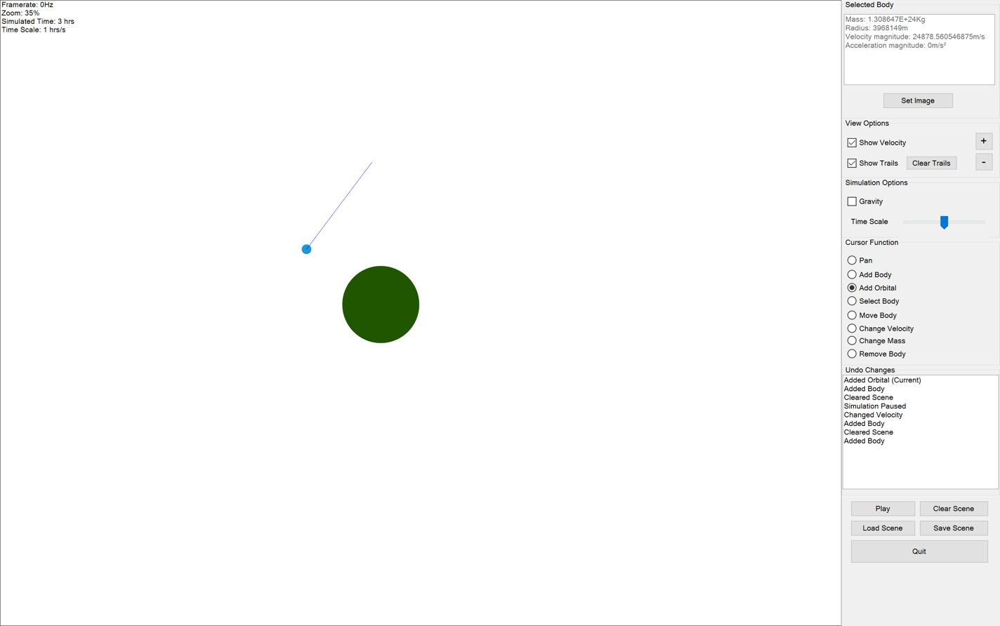 Framerate: 0Hz
Zoom: 35%
Simulated Time: 3 hrs
Time Scale: 1 hrs/s
Selected Body
Mass: 1.308647E+24Kg
Radius: 3968149m
Velocity magnitude: 24878.560546875m/s
Acceleration magnitude: 0m/s²
Set Image
View Options
Show Velocity
+
Show Trails
Clear Trails
-
Simulation Options
Gravity
Time Scale
Cursor Function
Pan
Add Body
Add Orbital
Select Body
Move Body
Change Velocity
Change Mass
Remove Body
Undo Changes
Added Orbital (Current)
Added Body
Cleared Scene
Simulation Paused
Changed Velocity
Added Body
Cleared Scene
Added Body
Play
Clear Scene
Load Scene
Save Scene
Quit